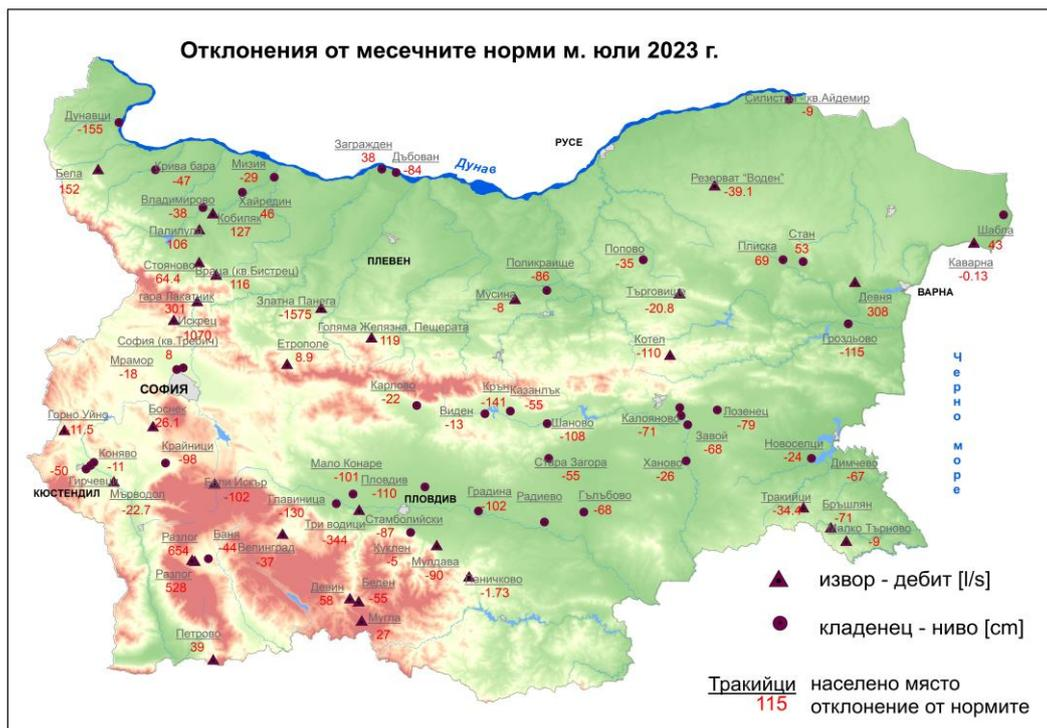 Отклонения от месечните норми м. юли 2023 г.
Силистра - кв.Айдемир
-9
Дунавци
-155
Загражден
38
Дъбован
-84
Дунав
РУСЕ
Бела
152
Крива бара
-47
Мизия
-29
Хайредин
46
Резерват "Воден"
-39.1
Владимирово
-38
Кобиляк
127
Палилула
106
Шабла
43
Каварна
-0.13
Стояново
64.4
Враца (кв.Бистрец)
116
ПЛЕВЕН
Поликраище
-86
Попово
-35
Плиска
69
Стан
53
ВАРНА
гара Лакатник
301
Искрец
1070
Златна Панега
-1575
Мусина
-8
Търговище
-20.8
Девня
308
Голяма Желязна, Пещерата
119
Гроздьово
-115
София (кв.Требич)
8
Мрамор
-18
СОФИЯ
Етрополе
8.9
Котел
-110
Черно море
Карлово
-22
Крън
-141
Казанлък
-55
Виден
-13
Шаново
-108
Калояново
-71
Лозенец
-79
Завой
-68
Горно Уйно
11.5
Боснек
26.1
Крайници
-98
Коняво
-11
-50
Гирчевци
КЮСТЕНДИЛ
Мърводол
-22.7
Стара Загора
-55
Ханово
-26
Новоселци
-24
Димчево
-67
Бели Искър
-102
Мало Конаре
-101
Пловдив
-110
ПЛОВДИВ
Главиница
-130
Три водици
-344
Стамболийски
-87
Градина
-102
Радиево
Гълъбово
-68
Тракийци
-34.4
Бръшлян
-71
Малко Търново
-9
Разлог
654
Баня
-44
Велинград
-37
Куклен
-5
Мулдава
-90
Паничково
-1.73
Разлог
528
Девин
58
Беден
-55
Мугла
27
Петрово
39
извор - дебит [l/s]
кладенец - ниво [cm]
Тракийци
115
населено място
отклонение от нормите